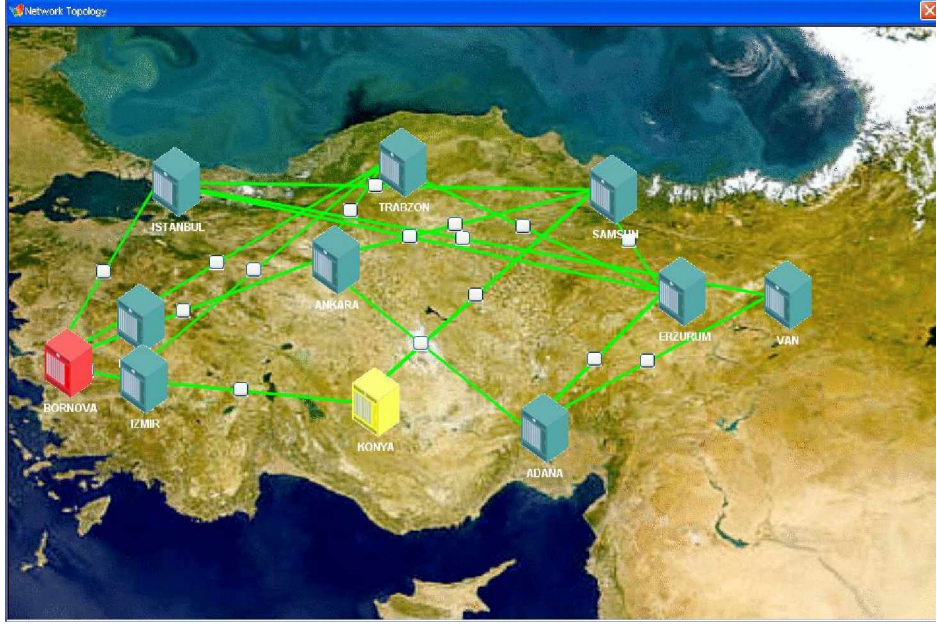 Network Topology
ISTANBUL
TRABZON
SAMSUN
ANKARA
ERZURUM
VAN
BORNOVA
IZMIR
KONYA
ADANA